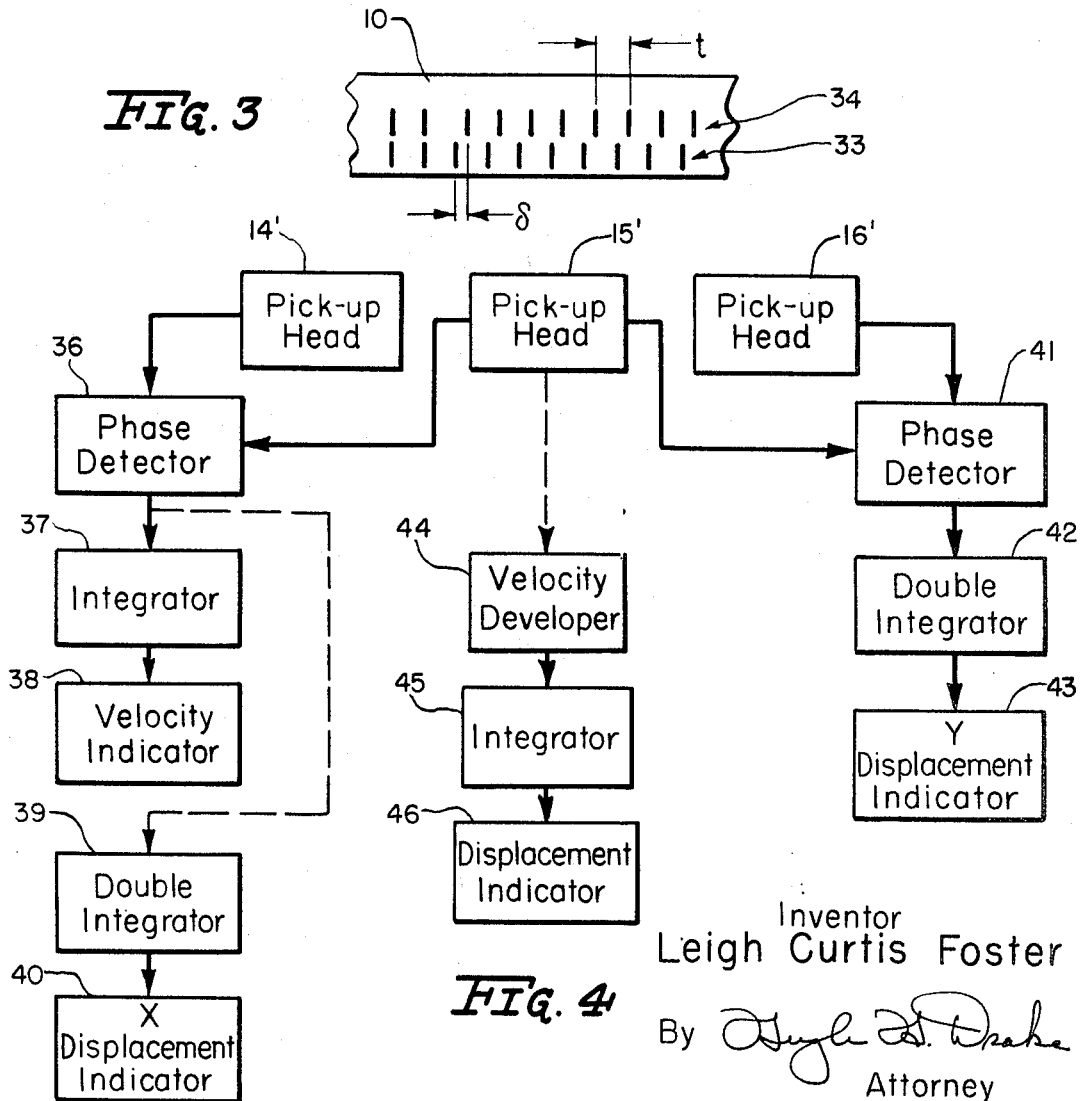 10
t
FIG. 3
34
33
δ
14'
Pick-up
Head
15'
Pick-up
Head
16'
Pick-up
Head
36
Phase
Detector
41
Phase
Detector
37
Integrator
44
Velocity
Developer
42
Double
Integrator
38
Velocity
Indicator
45
Integrator
43
Y
Displacement
Indicator
39
Double
Integrator
46
Displacement
Indicator
40
X
Displacement
Indicator
FIG. 4
Inventor
Leigh Curtis Foster
By Hugh H. Drake
Attorney